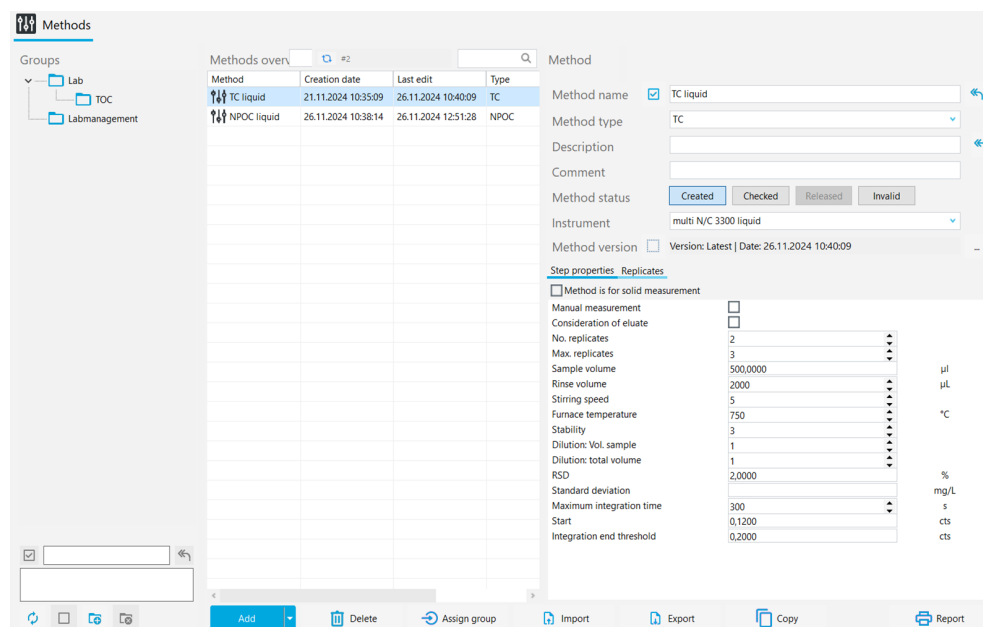 Methods
Groups
Lab
TOC
Labmanagement
Methods overv
#2
Method Creation date Last edit Type
TC liquid 21.11.2024 10:35:09 26.11.2024 10:40:09 TC
NPOC liquid 26.11.2024 10:38:14 26.11.2024 12:51:28 NPOC
Method
Method name TC liquid
Method type TC
Description
Comment
Method status Created Checked Released Invalid
Instrument multi N/C 3300 liquid
Method version Version: Latest | Date: 26.11.2024 10:40:09 ...
Step properties Replicates
Method is for solid measurement
Manual measurement
Consideration of eluate
No. replicates 2
Max. replicates 3
Sample volume 500,0000 µl
Rinse volume 2000 µL
Stirring speed 5
Furnace temperature 750 °C
Stability 3
Dilution: Vol. sample 1
Dilution: total volume 1
RSD 2,0000 %
Standard deviation mg/L
Maximum integration time 300 s
Start 0,1200 cts
Integration end threshold 0,2000 cts
Add Delete Assign group Import Export Copy Report